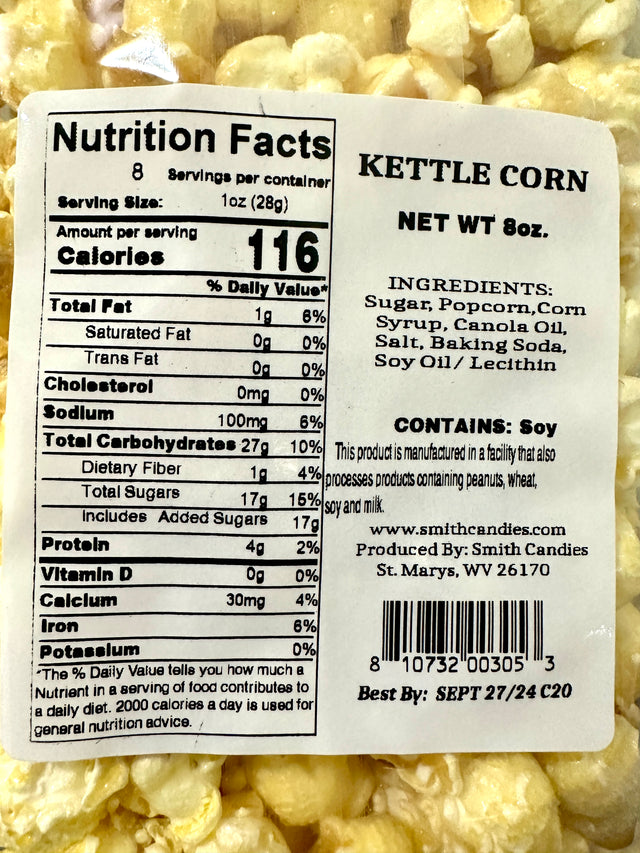 Nutrition Facts
8 Servings per container
Serving Size: 1oz (28g)
Amount per serving
Calories 116
% Daily Value*
Total Fat 1g 6%
Saturated Fat 0g 0%
Trans Fat 0g 0%
Cholesterol 0mg 0%
Sodium 100mg 6%
Total Carbohydrates 27g 10%
Dietary Fiber 1g 4%
Total Sugars 17g 15%
Includes Added Sugars 17g
Protein 4g 2%
Vitamin D 0g 0%
Calcium 30mg 4%
Iron 6%
Potassium 0%
*The % Daily Value tells you how much a
Nutrient in a serving of food contributes to
a daily diet. 2000 calories a day is used for
general nutrition advice.
KETTLE CORN
NET WT 8oz.
INGREDIENTS:
Sugar, Popcorn,Corn
Syrup, Canola Oil,
Salt, Baking Soda,
Soy Oil/ Lecithin
CONTAINS: Soy
This product is manufactured in a facility that also
processes products containing peanuts, wheat,
soy and milk.
www.smithcandies.com
Produced By: Smith Candies
St. Marys, WV 26170
8 10732 00305 3
Best By: SEPT 27/24 C20